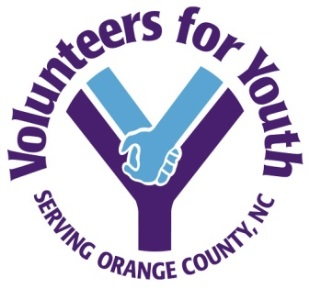 Volunteers for Youth
SERVING ORANGE COUNTY, NC